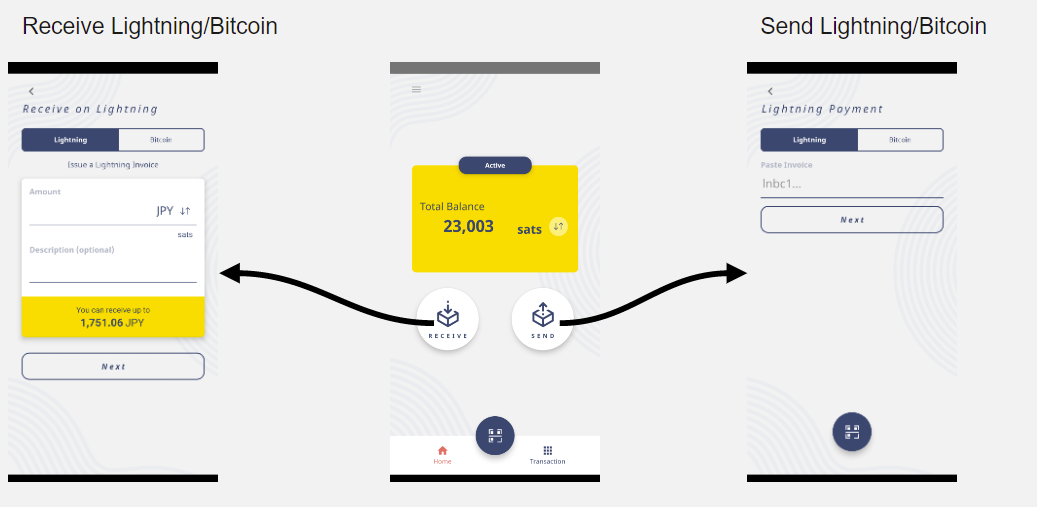 Receive Lightning/Bitcoin
Receive on Lightning
Lightning Bitcoin
Issue a Lightning Invoice
Amount
JPY
sats
Description (optional)
You can receive up to
1,751.06 JPY
Next
Active
Total Balance
23,003 sats
RECEIVE SEND
Home Transaction
Send Lightning/Bitcoin
Lightning Payment
Lightning Bitcoin
Paste Invoice
lnbc1...
Next